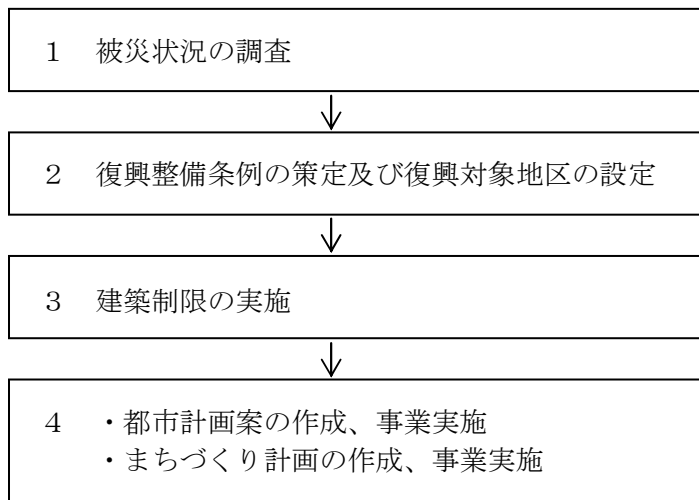 １　被災状況の調査
２　復興整備条例の策定及び復興対象地区の設定
３　建築制限の実施
４　・都市計画案の作成、事業実施
・まちづくり計画の作成、事業実施